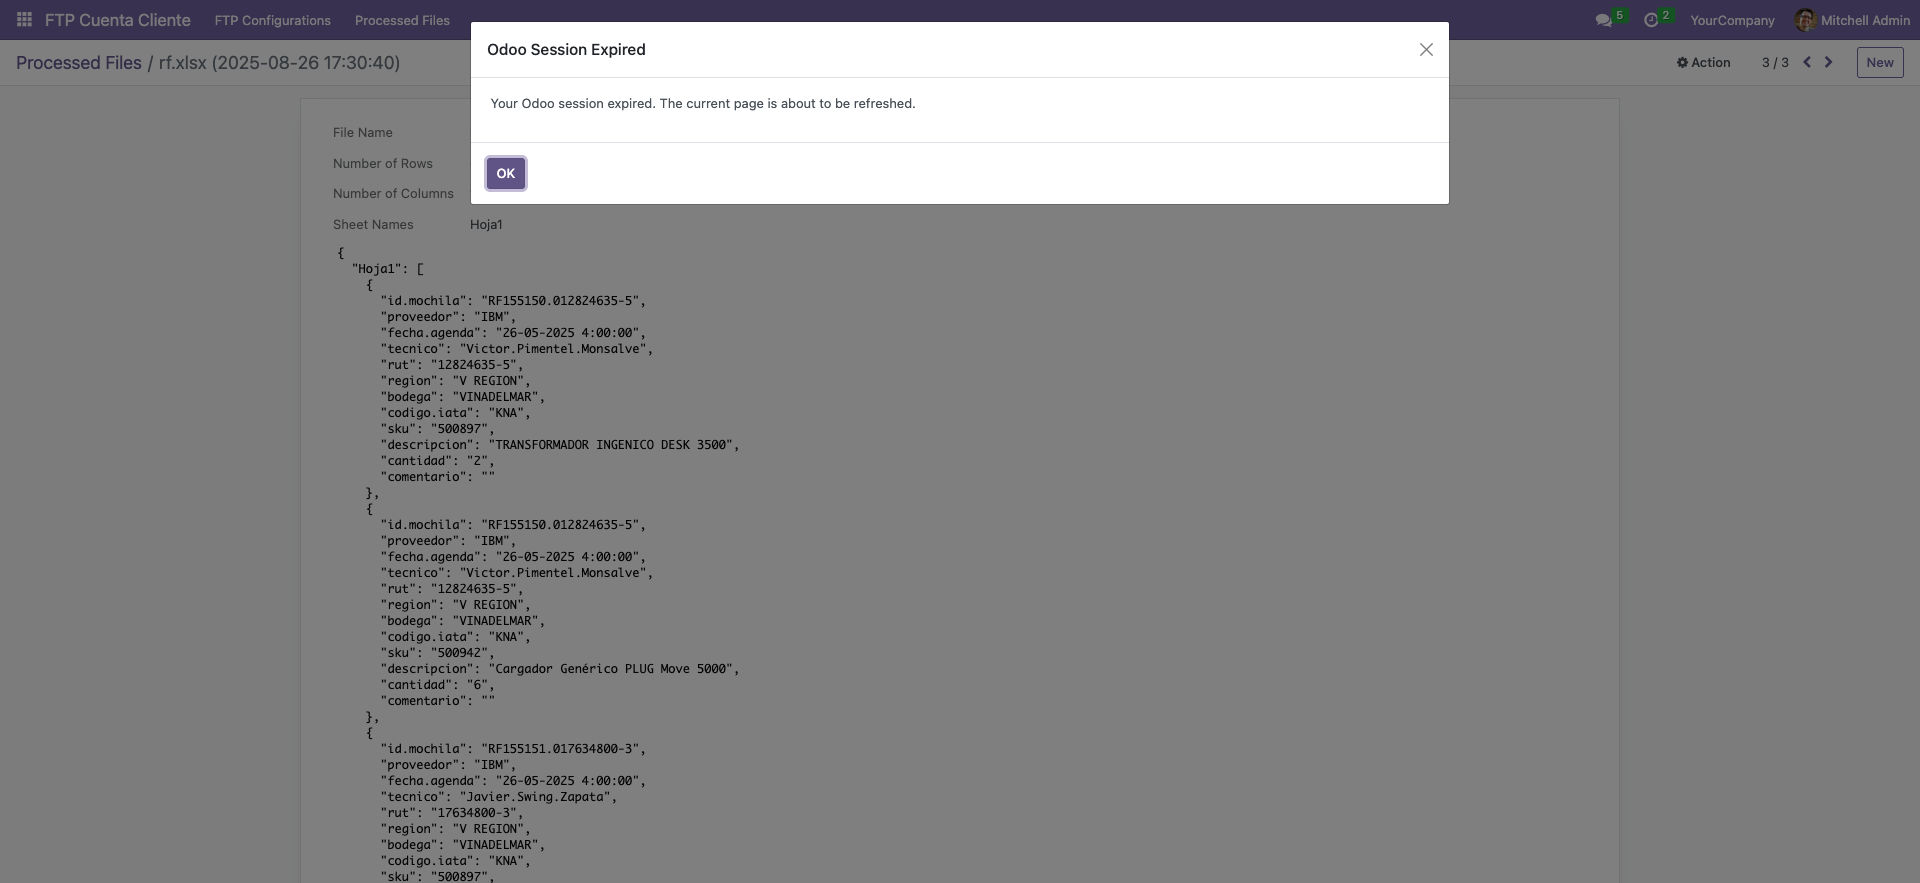 FTP Cuenta Cliente FTP Configurations Processed Files 5 2 YourCompany Mitchell Admin
Processed Files / rf.xlsx (2025-08-26 17:30:40) Action 3 / 3 New
Odoo Session Expired
Your Odoo session expired. The current page is about to be refreshed.
OK
File Name
Number of Rows
Number of Columns
Sheet Names Hoja1
{
"Hoja1": [
{
"id.mochila": "RF155150.012824635-5",
"proveedor": "IBM",
"fecha.agenda": "26-05-2025 4:00:00",
"tecnico": "Victor.Pimentel.Monsalve",
"rut": "12824635-5",
"region": "V REGION",
"bodega": "VINADELMAR",
"codigo.iata": "KNA",
"sku": "500897",
"descripcion": "TRANSFORMADOR INGENICO DESK 3500",
"cantidad": "2",
"comentario": ""
},
{
"id.mochila": "RF155150.012824635-5",
"proveedor": "IBM",
"fecha.agenda": "26-05-2025 4:00:00",
"tecnico": "Victor.Pimentel.Monsalve",
"rut": "12824635-5",
"region": "V REGION",
"bodega": "VINADELMAR",
"codigo.iata": "KNA",
"sku": "500942",
"descripcion": "Cargador Genérico PLUG Move 5000",
"cantidad": "6",
"comentario": ""
},
{
"id.mochila": "RF155151.017634800-3",
"proveedor": "IBM",
"fecha.agenda": "26-05-2025 4:00:00",
"tecnico": "Javier.Swing.Zapata",
"rut": "17634800-3",
"region": "V REGION",
"bodega": "VINADELMAR",
"codigo.iata": "KNA",
"sku": "500897",